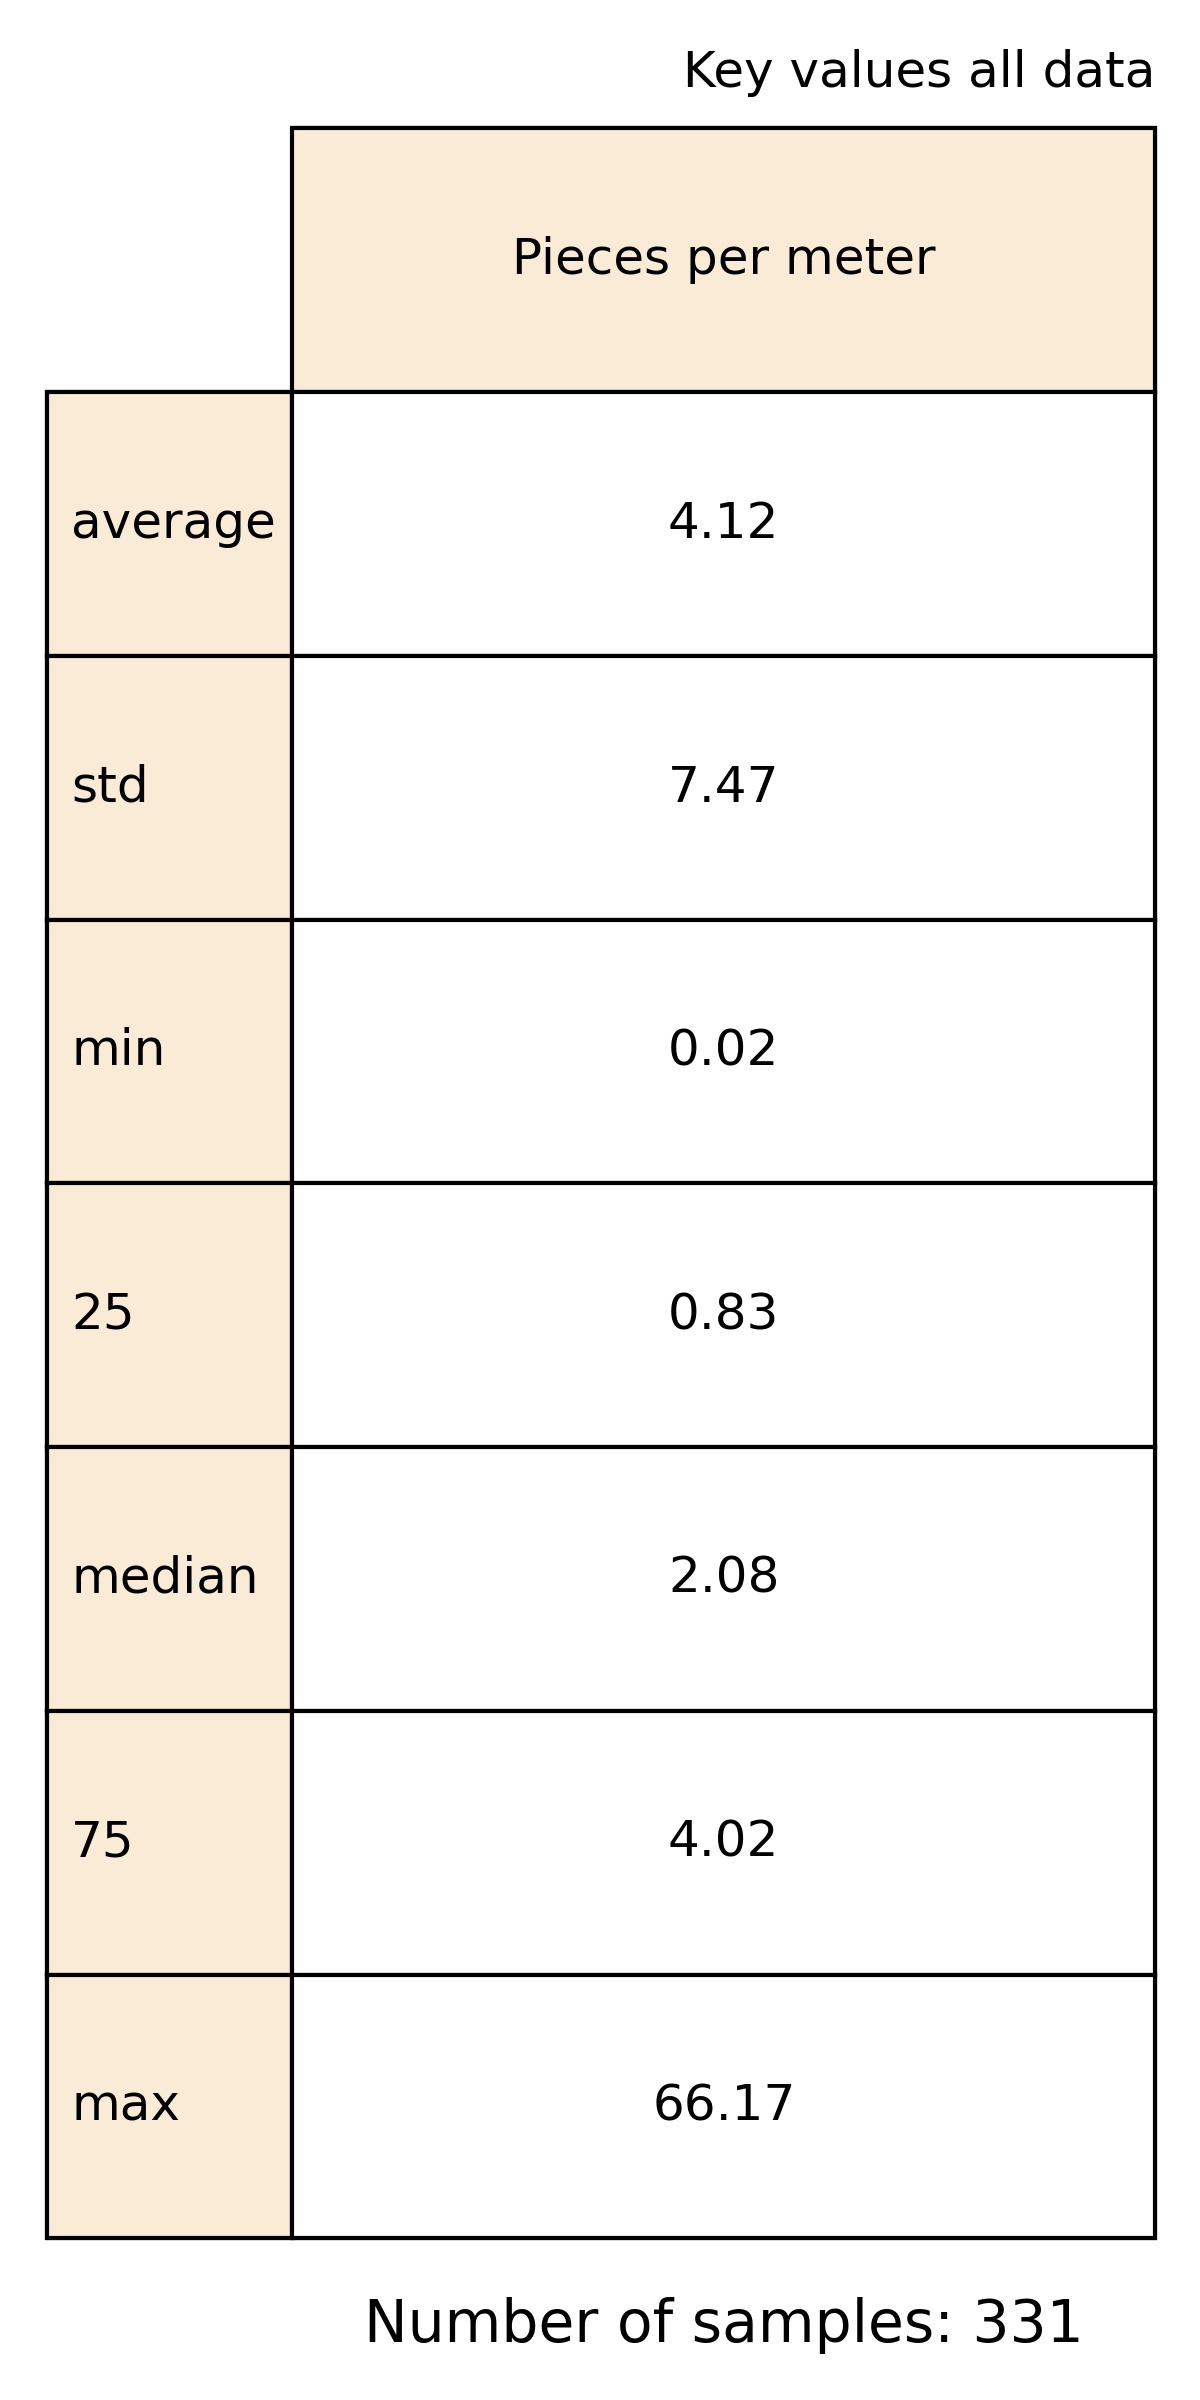 Key values all data
Pieces per meter
average 4.12
std 7.47
min 0.02
25 0.83
median 2.08
75 4.02
max 66.17
Number of samples: 331